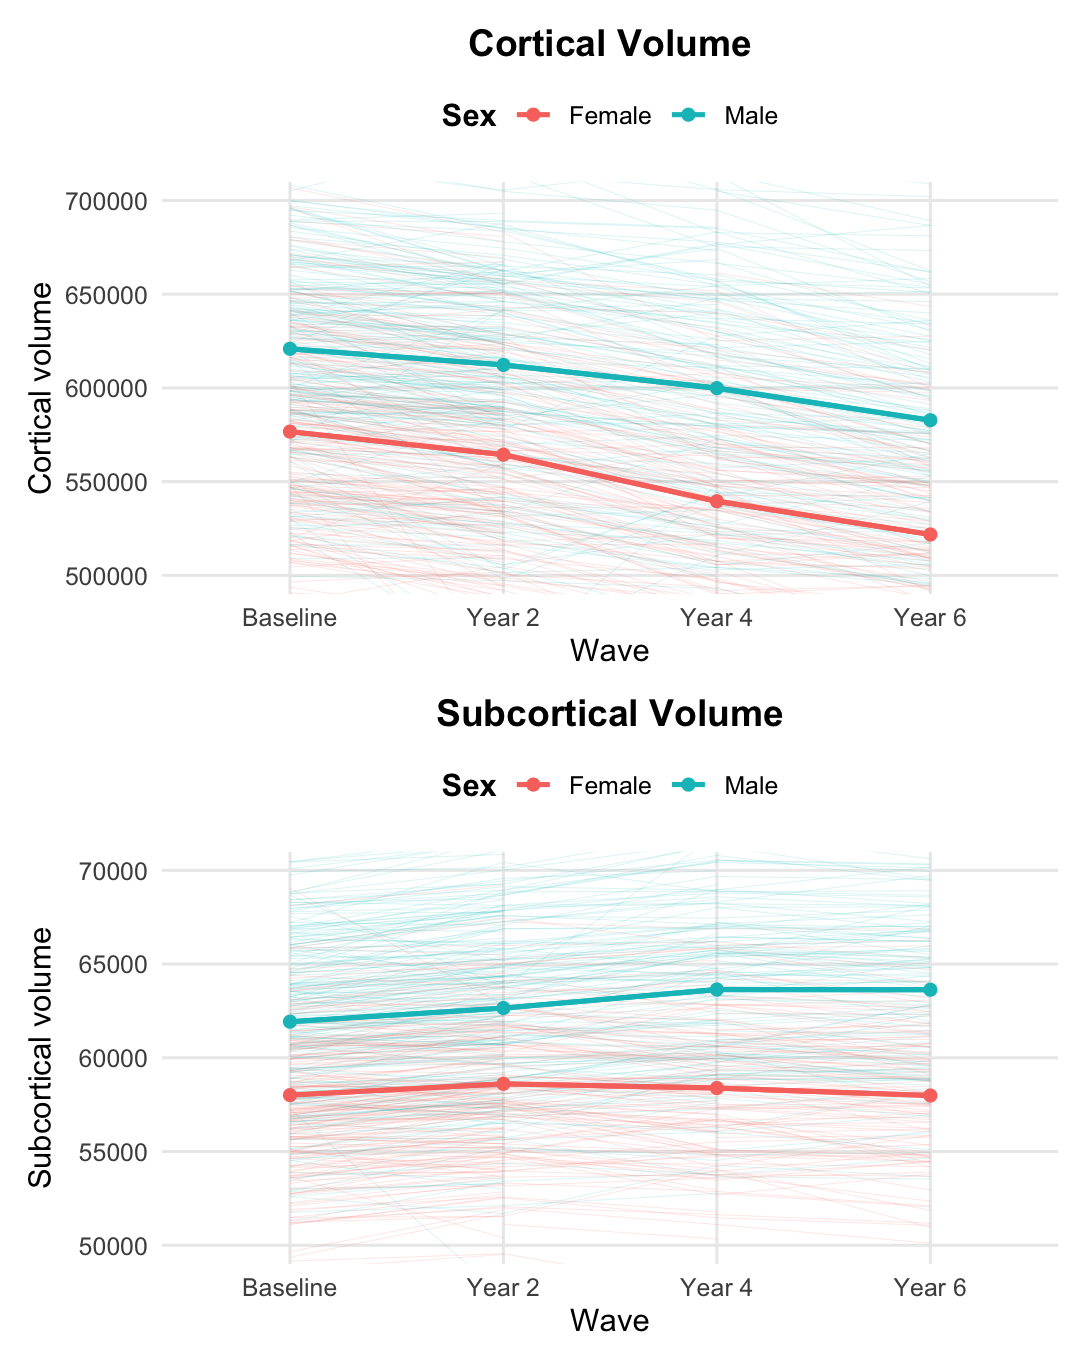 Cortical Volume
Sex Female Male
700000
650000
600000
550000
500000
Cortical volume
Baseline Year 2 Year 4 Year 6
Wave
Subcortical Volume
Sex Female Male
70000
65000
60000
55000
50000
Subcortical volume
Baseline Year 2 Year 4 Year 6
Wave